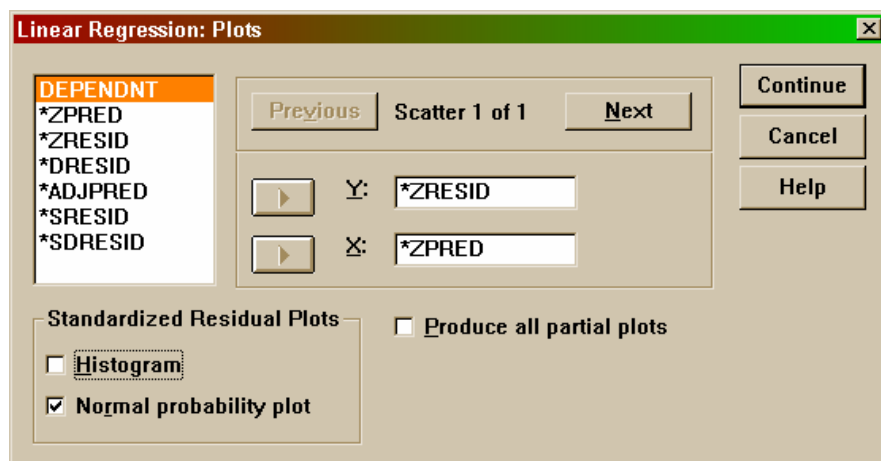 Linear Regression: Plots
DEPENDNT
*ZPRED
*ZRESID
*DRESID
*ADJPRED
*SRESID
*SDRESID
Previous Scatter 1 of 1 Next
Y: *ZRESID
X: *ZPRED
Continue
Cancel
Help
Standardized Residual Plots
Histogram
Normal probability plot
Produce all partial plots